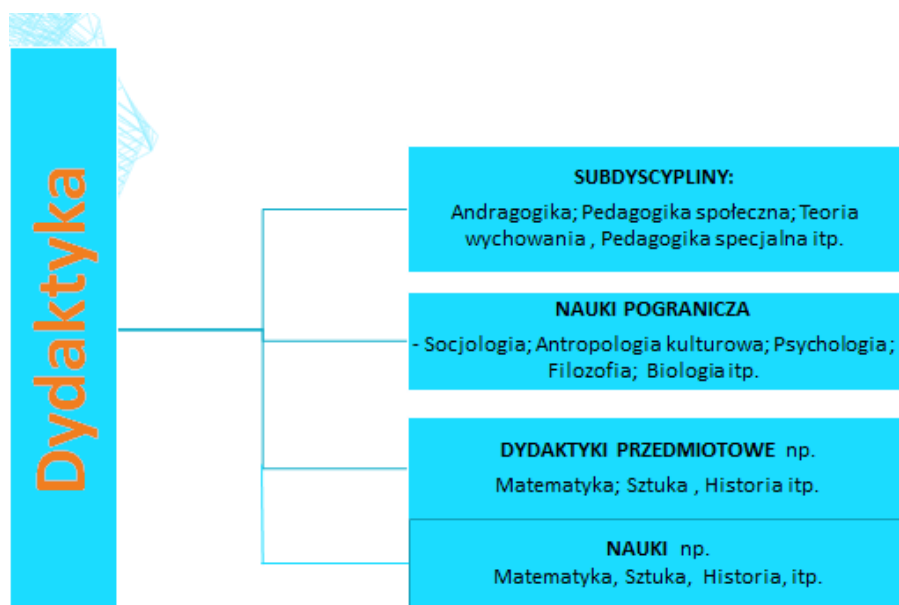 Dydaktyka
SUBDYSCYPLINY:
Andragogika; Pedagogika społeczna; Teoria
wychowania , Pedagogika specjalna itp.
NAUKI POGRANICZA
- Socjologia; Antropologia kulturowa; Psychologia;
Filozofia; Biologia itp.
DYDAKTYKI PRZEDMIOTOWE np.
Matematyka; Sztuka , Historia itp.
NAUKI np.
Matematyka, Sztuka, Historia, itp.